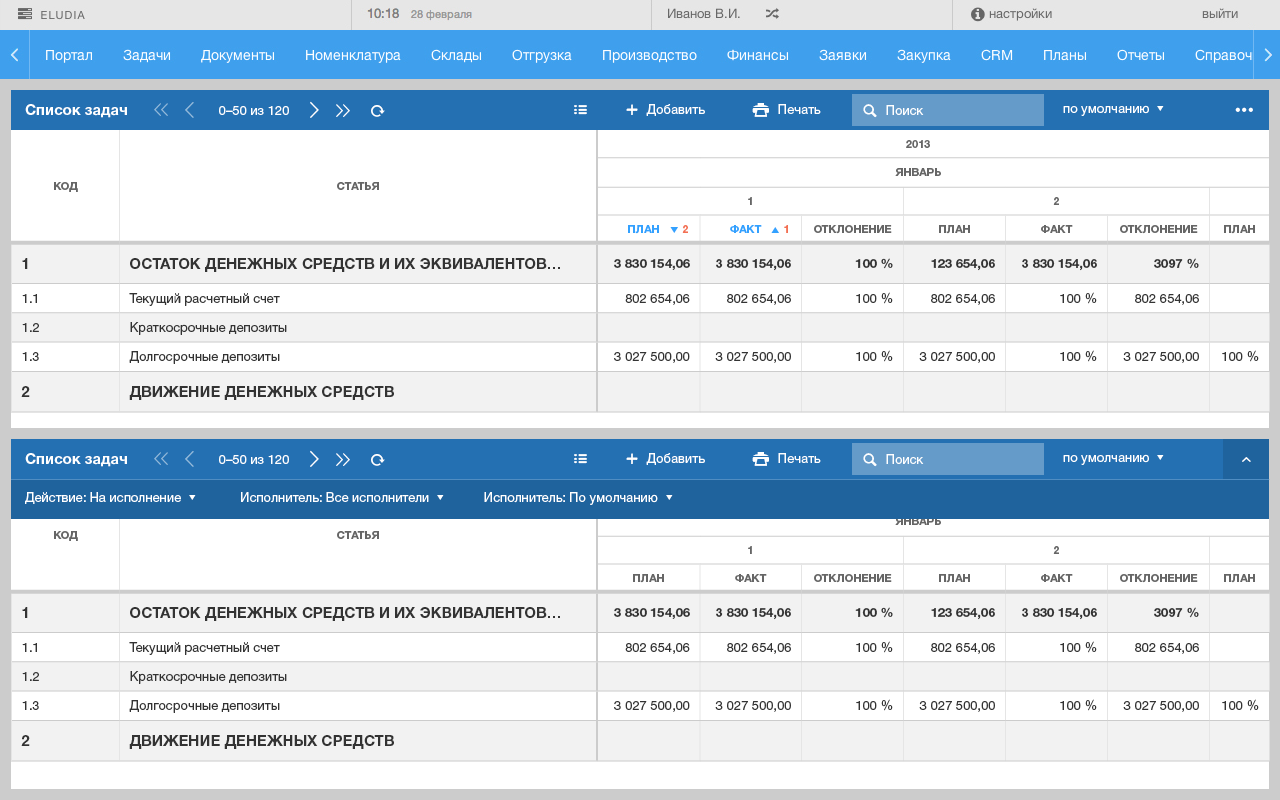 ELUDIA 10:18 28 февраля Иванов В.И. настройки выйти
Портал Задачи Документы Номенклатура Склады Отгрузка Производство Финансы Заявки Закупка CRM Планы Отчеты Справоч
Список задач 0–50 из 120 Добавить Печать Поиск по умолчанию
2013
ЯНВАРЬ
КОД СТАТЬЯ
1 2
ПЛАН 2 ФАКТ 1 ОТКЛОНЕНИЕ ПЛАН ФАКТ ОТКЛОНЕНИЕ ПЛАН
1 ОСТАТОК ДЕНЕЖНЫХ СРЕДСТВ И ИХ ЭКВИВАЛЕНТОВ... 3 830 154,06 3 830 154,06 100 % 123 654,06 3 830 154,06 3097 %
1.1 Текущий расчетный счет 802 654,06 802 654,06 100 % 802 654,06 100 % 802 654,06
1.2 Краткосрочные депозиты
1.3 Долгосрочные депозиты 3 027 500,00 3 027 500,00 100 % 3 027 500,00 100 % 3 027 500,00 100 %
2 ДВИЖЕНИЕ ДЕНЕЖНЫХ СРЕДСТВ
Список задач 0–50 из 120 Добавить Печать Поиск по умолчанию
Действие: На исполнение Исполнитель: Все исполнители Исполнитель: По умолчанию
ЯНВАРЬ
КОД СТАТЬЯ
1 2
ПЛАН ФАКТ ОТКЛОНЕНИЕ ПЛАН ФАКТ ОТКЛОНЕНИЕ ПЛАН
1 ОСТАТОК ДЕНЕЖНЫХ СРЕДСТВ И ИХ ЭКВИВАЛЕНТОВ... 3 830 154,06 3 830 154,06 100 % 123 654,06 3 830 154,06 3097 %
1.1 Текущий расчетный счет 802 654,06 802 654,06 100 % 802 654,06 100 % 802 654,06
1.2 Краткосрочные депозиты
1.3 Долгосрочные депозиты 3 027 500,00 3 027 500,00 100 % 3 027 500,00 100 % 3 027 500,00 100 %
2 ДВИЖЕНИЕ ДЕНЕЖНЫХ СРЕДСТВ